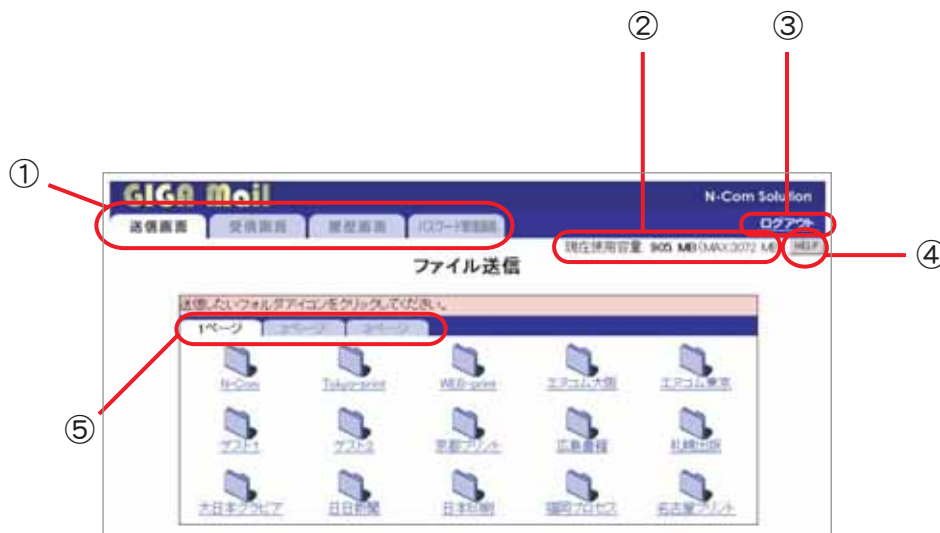 ② ③
①
GIGA Mail
N-Com Solution
送信画面 受信画面 履歴画面 パスワード管理画面
ログアウト
現在使用容量 905 MB(MAX:3072 MB) HELP
④
ファイル送信
送信したいフォルダアイコンをクリックしてください。
1ページ 2ページ 3ページ
N-Com Tokyo-print WEB-print エアコム大阪 エアコム東京
⑤
ゲスト1 ゲスト2 京都プリント 広島書籍 札幌出版
大日本グラビア 日日新聞 日本印刷 福岡プロセス 名古屋プリント